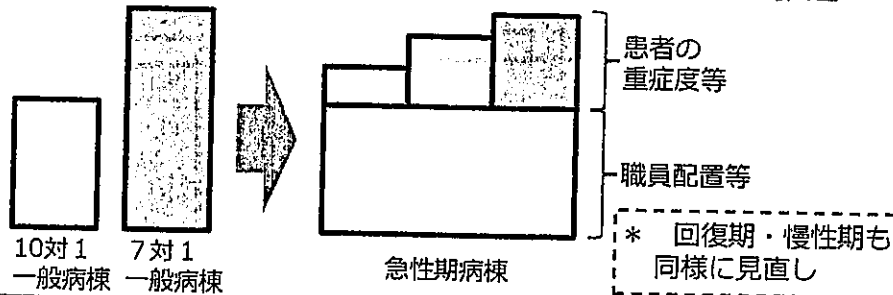 患者の
重症度等
職員配置等
10対1
一般病棟
7対1
一般病棟
急性期病棟
* 回復期・慢性期も
同様に見直し